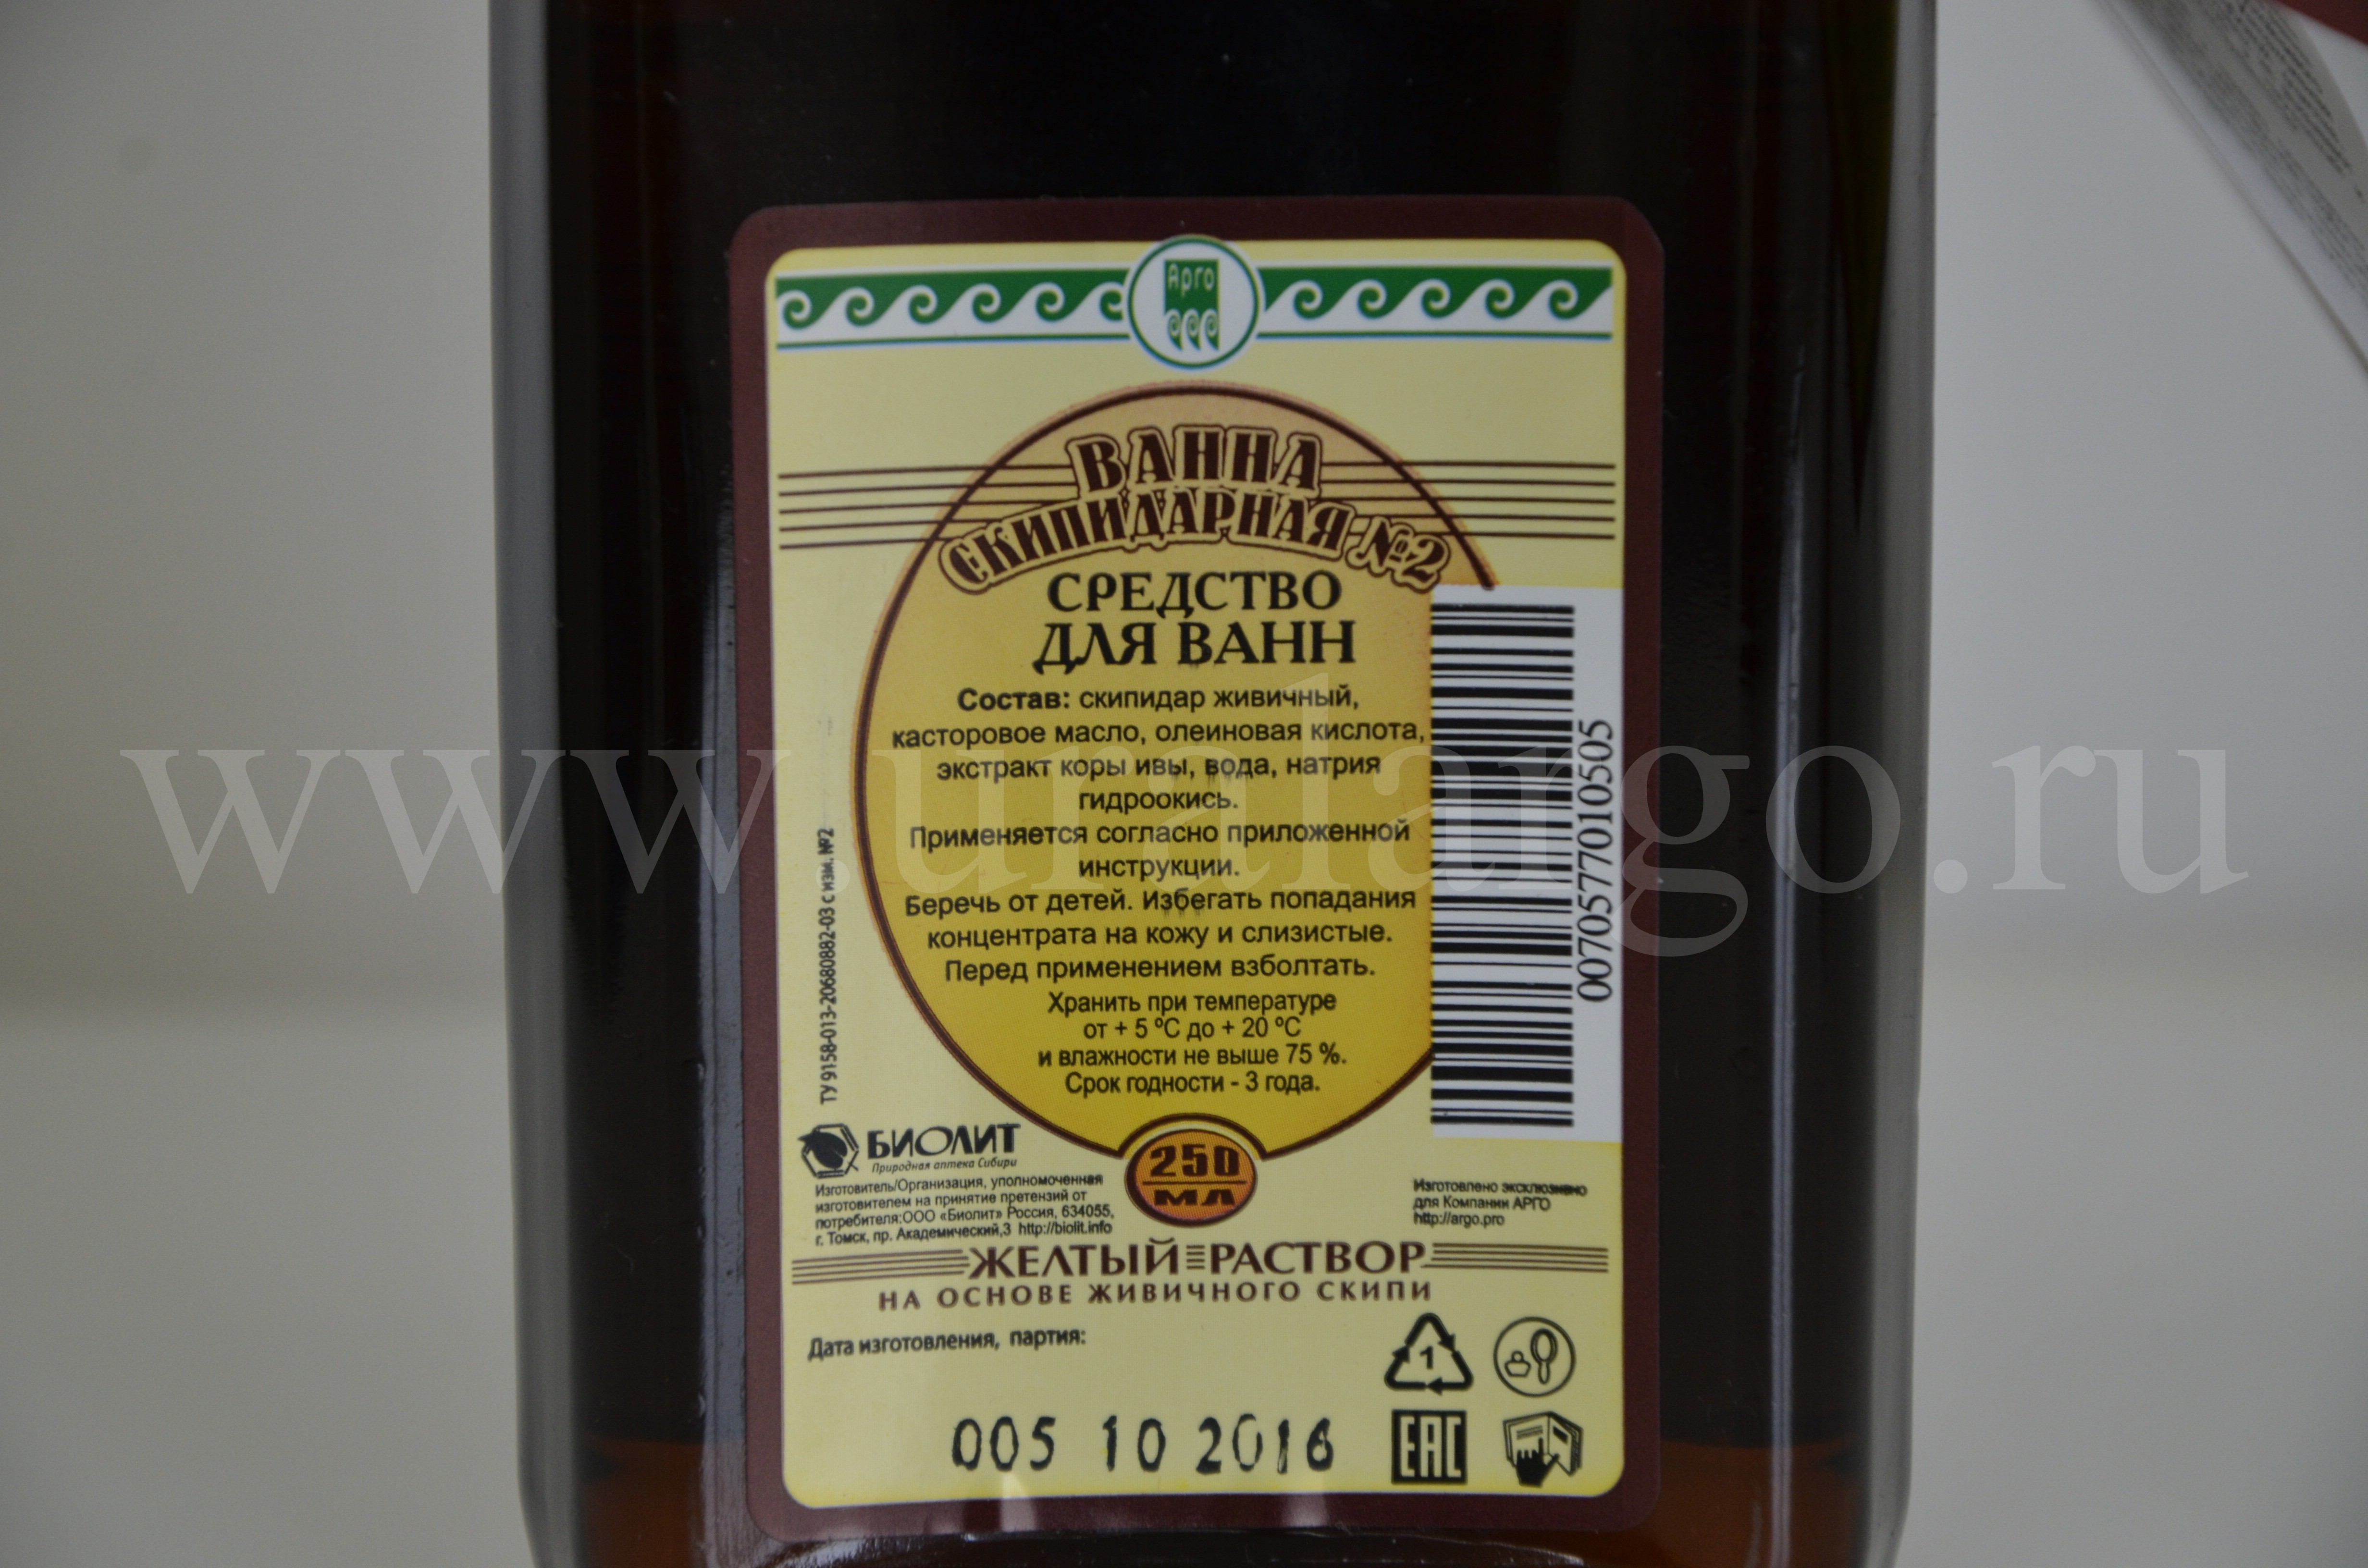 Арго
ВАННА
СКИПИДАРНАЯ №2
СРЕДСТВО
ДЛЯ ВАНН
Состав: скипидар живичный,
касторовое масло, олеиновая кислота,
экстракт коры ивы, вода, натрия
гидроокись.
Применяется согласно приложенной
инструкции.
Беречь от детей. Избегать попадания
концентрата на кожу и слизистые.
Перед применением взболтать.
Хранить при температуре
от + 5 ºС до + 20 ºС
и влажности не выше 75 %.
Срок годности - 3 года.
007057701050​5
ТУ 9158-013-20680882-03 с изм. №2
www.uralargo.ru
БИОЛИТ
Природная аптека Сибири
Изготовитель/Организация, уполномоченная
изготовителем на принятие претензий от
потребителя:ООО «Биолит» Россия, 634055,
г. Томск, пр. Академический,3 http://biolit.info
250
МЛ
Изготовлено эксклюзивно
для Компании АРГО
http://argo.pro
ЖЕЛТЫЙ РАСТВОР
НА ОСНОВЕ ЖИВИЧНОГО СКИПИ
Дата изготовления, партия:
1
005 10 2016
EAC